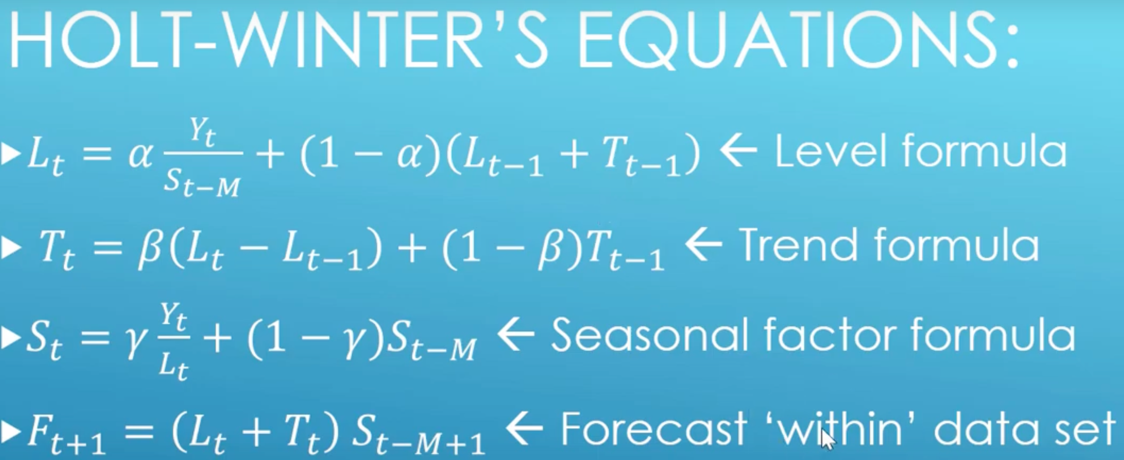 HOLT-WINTER'S EQUATIONS:
▶ L_t = α Y_t/S_{t−M} + (1 − α)(L_{t−1} + T_{t−1}) ← Level formula
▶ T_t = β(L_t − L_{t−1}) + (1 − β)T_{t−1} ← Trend formula
▶ S_t = γ Y_t/L_t + (1 − γ)S_{t−M} ← Seasonal factor formula
▶ F_{t+1} = (L_t + T_t) S_{t−M+1} ← Forecast 'within' data set